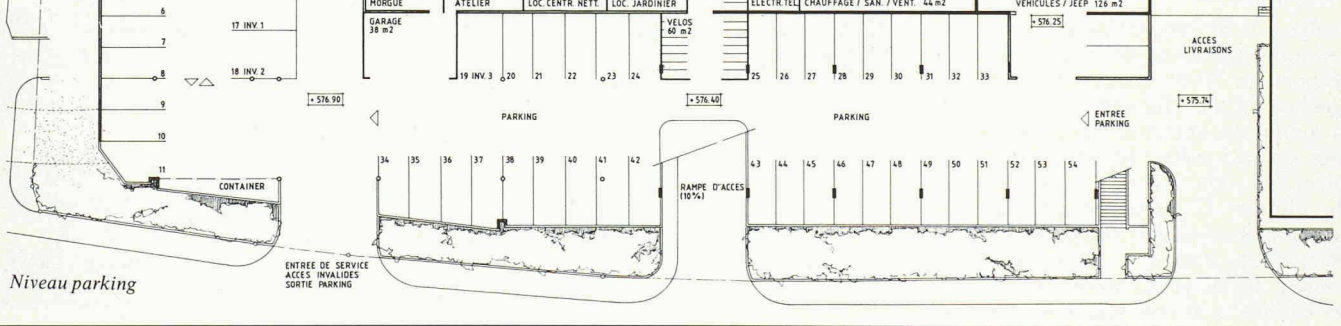 MORGUE
ATELIER
LOC. CENTR. NETT.
LOC. JARDINIER
ELECTR. TEL
CHAUFFAGE / SAN. / VENT. 44 m2
VEHICULES / JEEP 126 m2
6
17 INV. 1
GARAGE
38 m2
VELOS
60 m2
+ 576.25
ACCES
LIVRAISONS
7
8
18 INV. 2
19 INV. 3
20
21
22
23
24
25
26
27
28
29
30
31
32
33
9
+ 576.90
+ 576.40
+ 575.74
PARKING
PARKING
ENTREE
PARKING
10
11
CONTAINER
34
35
36
37
38
39
40
41
42
43
44
45
46
47
48
49
50
51
52
53
54
RAMPE D'ACCES
(10%)
ENTREE DE SERVICE
ACCES INVALIDES
SORTIE PARKING
Niveau parking